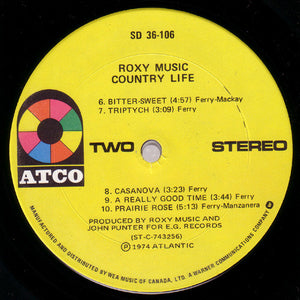 SD 36-106
ROXY MUSIC
COUNTRY LIFE
6. BITTER-SWEET (4:57) Ferry-Mackay
7. TRIPTYCH (3:09) Ferry
ATCO
TWO
STEREO
8. CASANOVA (3:23) Ferry
9. A REALLY GOOD TIME (3:44) Ferry
10. PRAIRIE ROSE (5:13) Ferry-Manzanera
PRODUCED BY ROXY MUSIC AND
JOHN PUNTER FOR E.G. RECORDS
(ST-C-743256)
Ⓟ 1974 ATLANTIC
MANUFACTURED AND DISTRIBUTED BY WEA MUSIC OF CANADA, LTD. A WARNER COMMUNICATIONS COMPANY